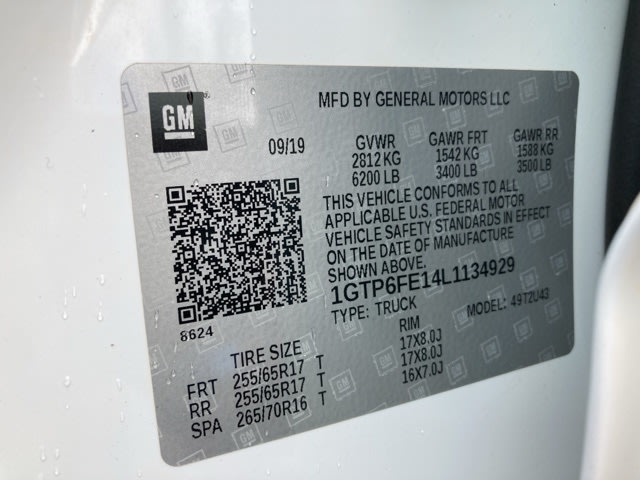 GM
MFD BY GENERAL MOTORS LLC
09/19
GVWR GAWR FRT GAWR RR
2812 KG 1542 KG 1588 KG
6200 LB 3400 LB 3500 LB
THIS VEHICLE CONFORMS TO ALL
APPLICABLE U.S. FEDERAL MOTOR
VEHICLE SAFETY STANDARDS IN EFFECT
ON THE DATE OF MANUFACTURE
SHOWN ABOVE.
1GTP6FE14L1134929
TYPE: TRUCK MODEL: 49T2U43
8624
TIRE SIZE RIM
FRT 255/65R17 T 17X8.0J
RR 255/65R17 T 17X8.0J
SPA 265/70R16 T 16X7.0J